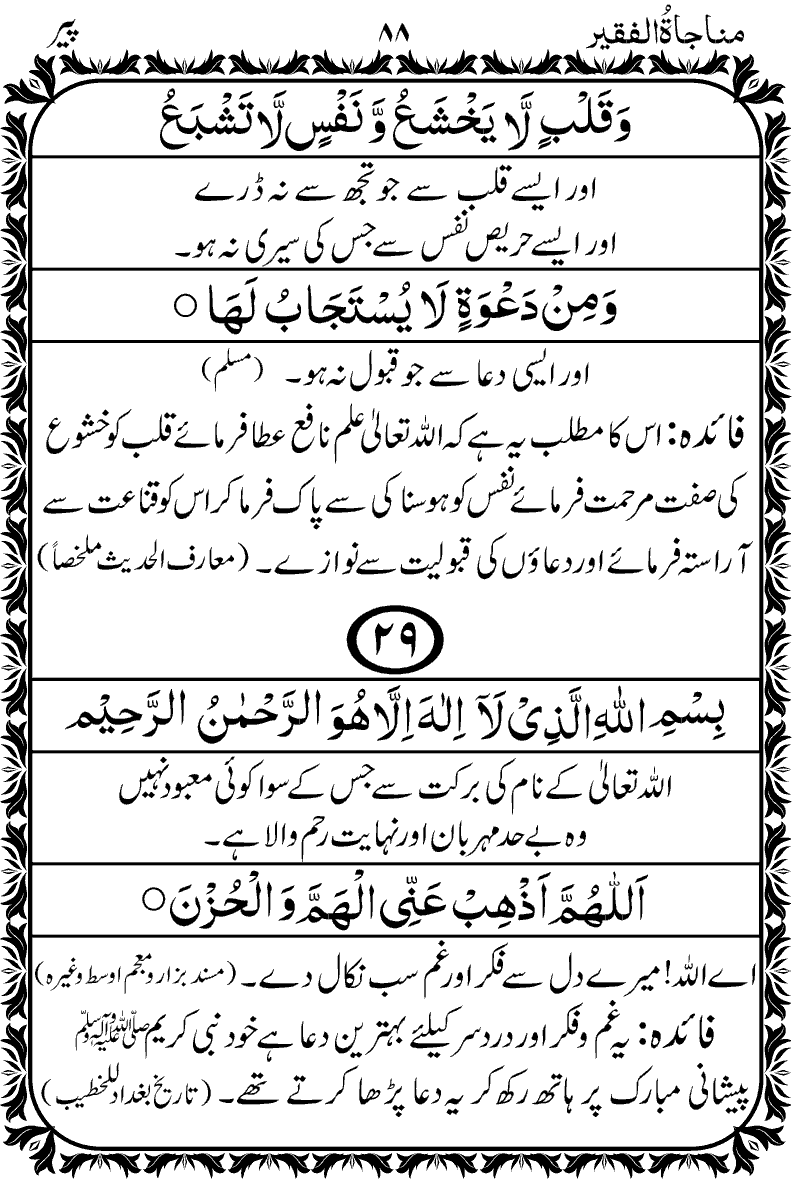 مناجاۃُالفقیر ۸۸ پیر
وَقَلْبٍ لَّا يَخْشَعُ وَّ نَفْسٍ لَّا تَشْبَعُ
اور ایسے قلب سے جو تجھ سے نہ ڈرے
اور ایسے حریص نفس سے جس کی سیری نہ ہو۔
وَمِنْ دَعْوَةٍ لَا يُسْتَجَابُ لَهَا ○
اور ایسی دعا سے جو قبول نہ ہو۔ (مسلم)
فائدہ: اس کا مطلب یہ ہے کہ اللہ تعالیٰ علم نافع عطا فرمائے قلب کو خشوع
کی صفت مرحمت فرمائے نفس کو ہوسناکی سے پاک فرما کر اس کو قناعت سے
آراستہ فرمائے اور دعاؤں کی قبولیت سے نوازے۔ (معارف الحدیث ملخصاً)
۲۹
بِسْمِ اللهِ الَّذِىْ لَآ اِلٰهَ اِلَّا هُوَ الرَّحْمٰنُ الرَّحِيْم
اللہ تعالیٰ کے نام کی برکت سے جس کے سوا کوئی معبود نہیں
وہ بے حد مہربان اور نہایت رحم والا ہے۔
اَللّٰهُمَّ اَذْهِبْ عَنِّى الْهَمَّ وَالْحُزْنَ ○
اے اللہ! میرے دل سے فکر اور غم سب نکال دے۔ (مسند بزار و معجم اوسط وغیرہ)
فائدہ: یہ غم و فکر اور درد سر کیلئے بہترین دعا ہے خود نبی کریم ﷺ
پیشانی مبارک پر ہاتھ رکھ کر یہ دعا پڑھا کرتے تھے۔ (تاریخ بغداد للخطیب)